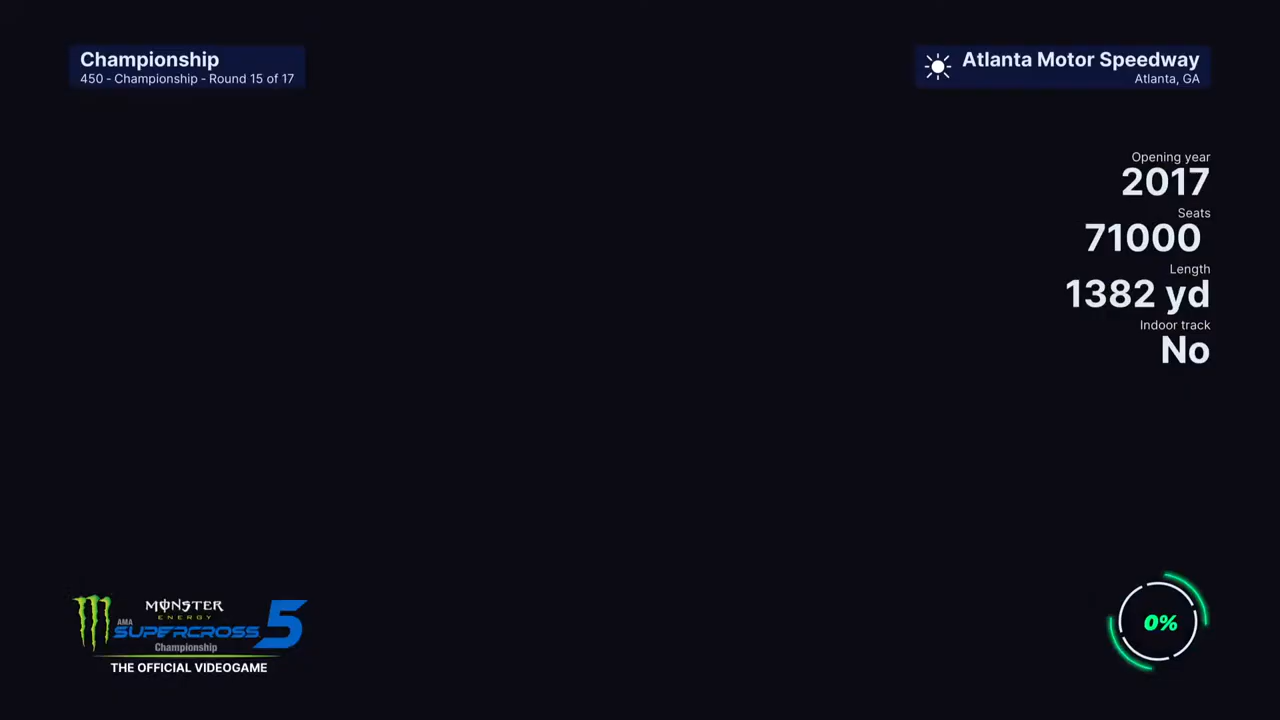 Championship
450 - Championship - Round 15 of 17
Atlanta Motor Speedway
Atlanta, GA
Opening year
2017
Seats
71000
Length
1382 yd
Indoor track
No
MONSTER
ENERGY
AMA
SUPERCROSS 5
Championship
THE OFFICIAL VIDEOGAME
0%